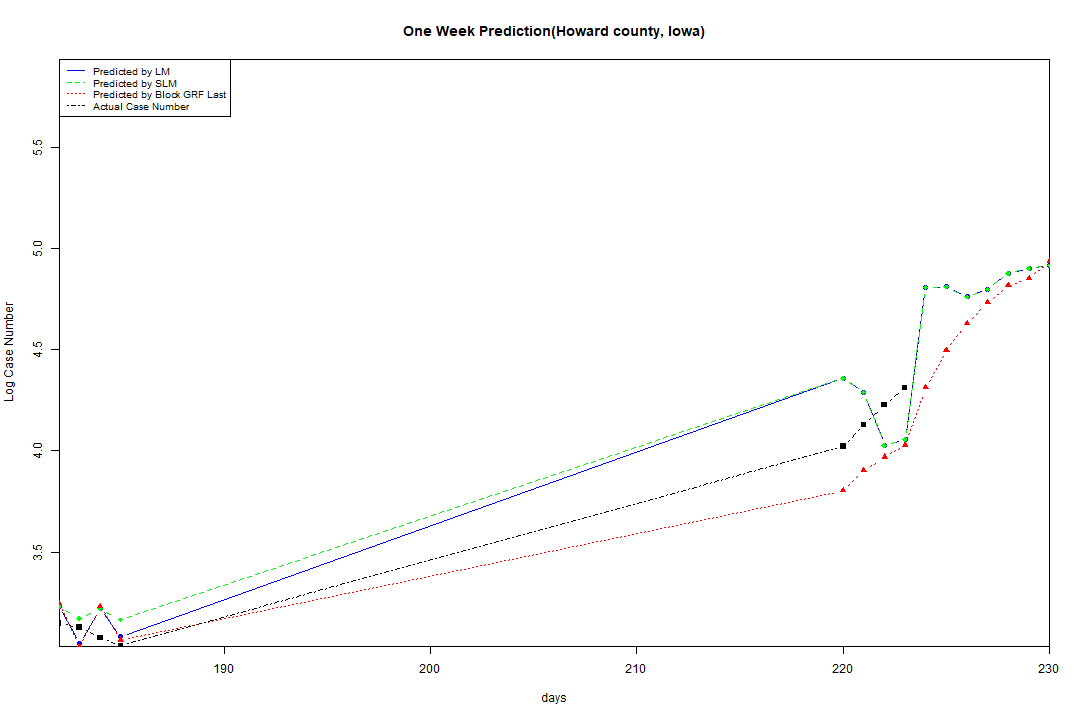 One Week Prediction(Howard county, Iowa)
Predicted by LM
Predicted by SLM
Predicted by Block GRF Last
Actual Case Number
5.5
5.0
4.5
4.0
3.5
Log Case Number
190 200 210 220 230
days